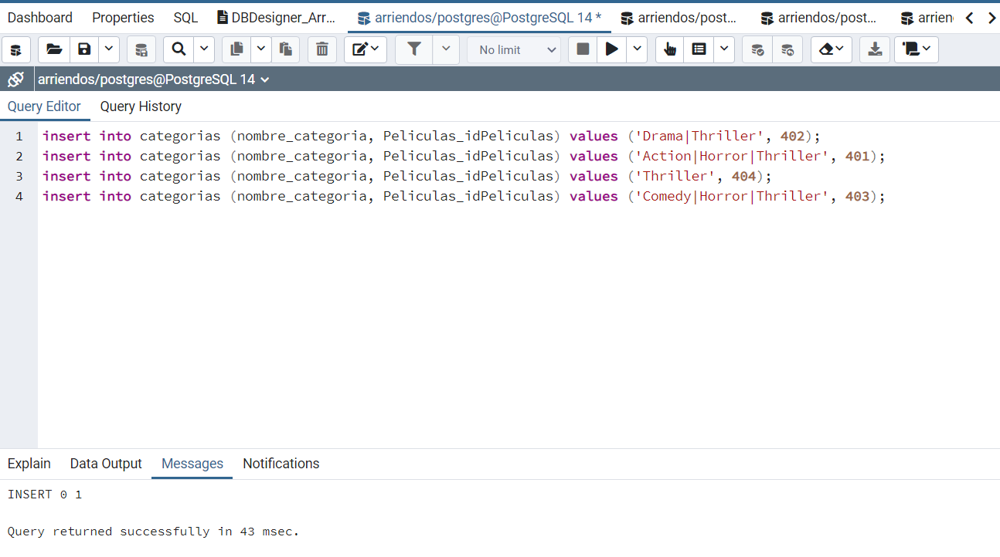 Dashboard Properties SQL DBDesigner_Arr... arriendos/postgres@PostgreSQL 14 * arriendos/post... arriendos/post... arrien
No limit
arriendos/postgres@PostgreSQL 14
Query Editor Query History
1 insert into categorias (nombre_categoria, Peliculas_idPeliculas) values ('Drama|Thriller', 402);
2 insert into categorias (nombre_categoria, Peliculas_idPeliculas) values ('Action|Horror|Thriller', 401);
3 insert into categorias (nombre_categoria, Peliculas_idPeliculas) values ('Thriller', 404);
4 insert into categorias (nombre_categoria, Peliculas_idPeliculas) values ('Comedy|Horror|Thriller', 403);
Explain Data Output Messages Notifications
INSERT 0 1
Query returned successfully in 43 msec.